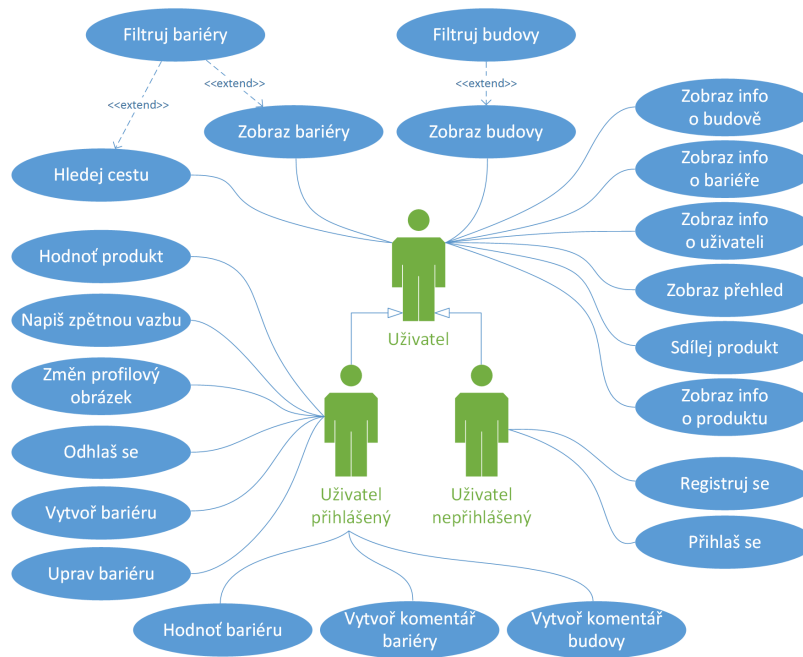 Filtruj bariéry
Filtruj budovy
<<extend>>
<<extend>>
<<extend>>
Zobraz bariéry
Zobraz budovy
Hledej cestu
Zobraz info
o budově
Zobraz info
o bariéře
Zobraz info
o uživateli
Zobraz přehled
Sdílej produkt
Zobraz info
o produktu
Hodnoť produkt
Napiš zpětnou vazbu
Změn profilový
obrázek
Odhlaš se
Vytvoř bariéru
Uprav bariéru
Uživatel
Uživatel
přihlášený
Uživatel
nepřihlášený
Registruj se
Přihlaš se
Hodnoť bariéru
Vytvoř komentář
bariéry
Vytvoř komentář
budovy